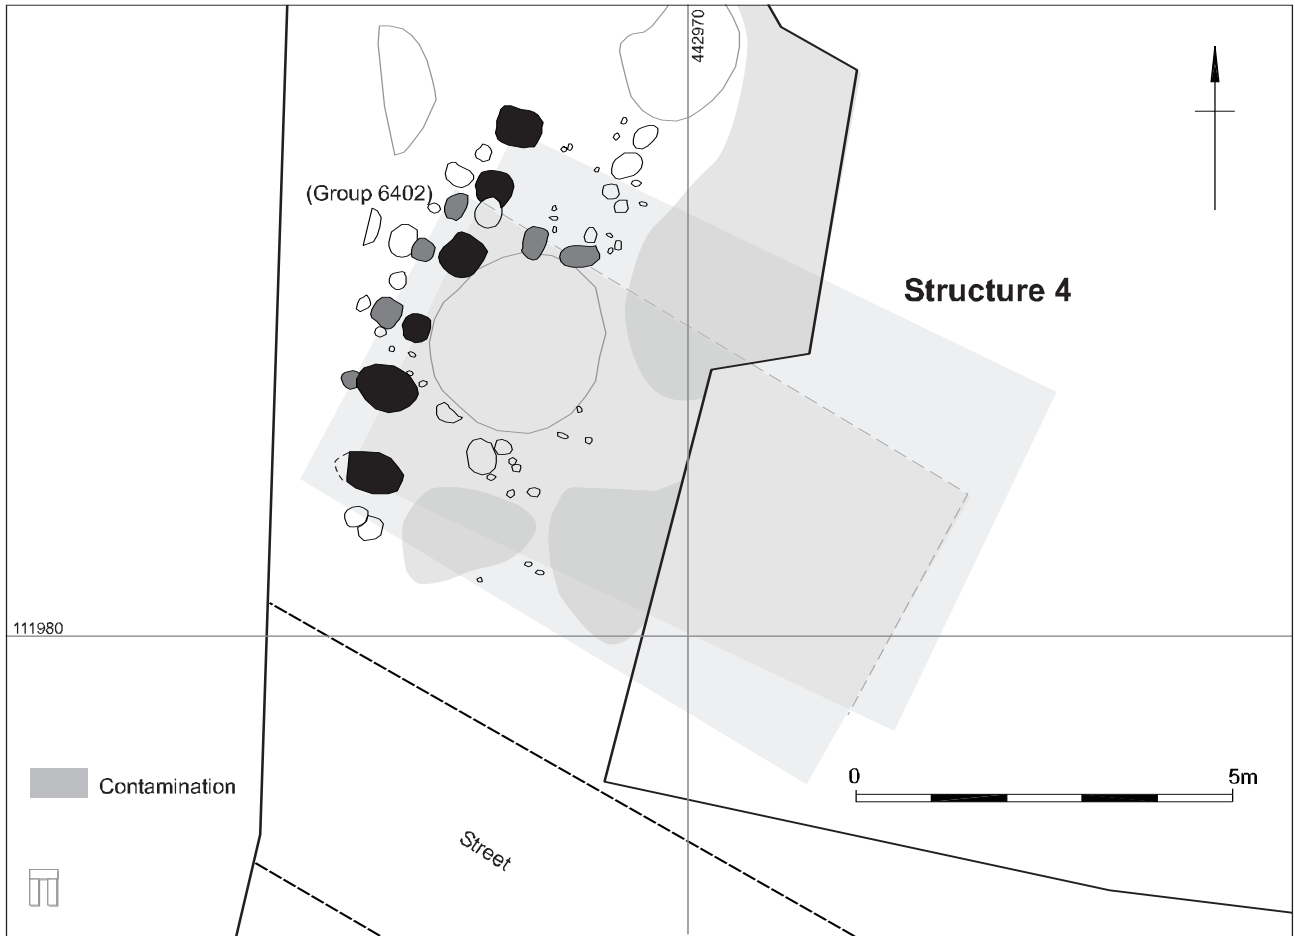 442970
(Group 6402)
Structure 4
111980
0 5m
Contamination
Street